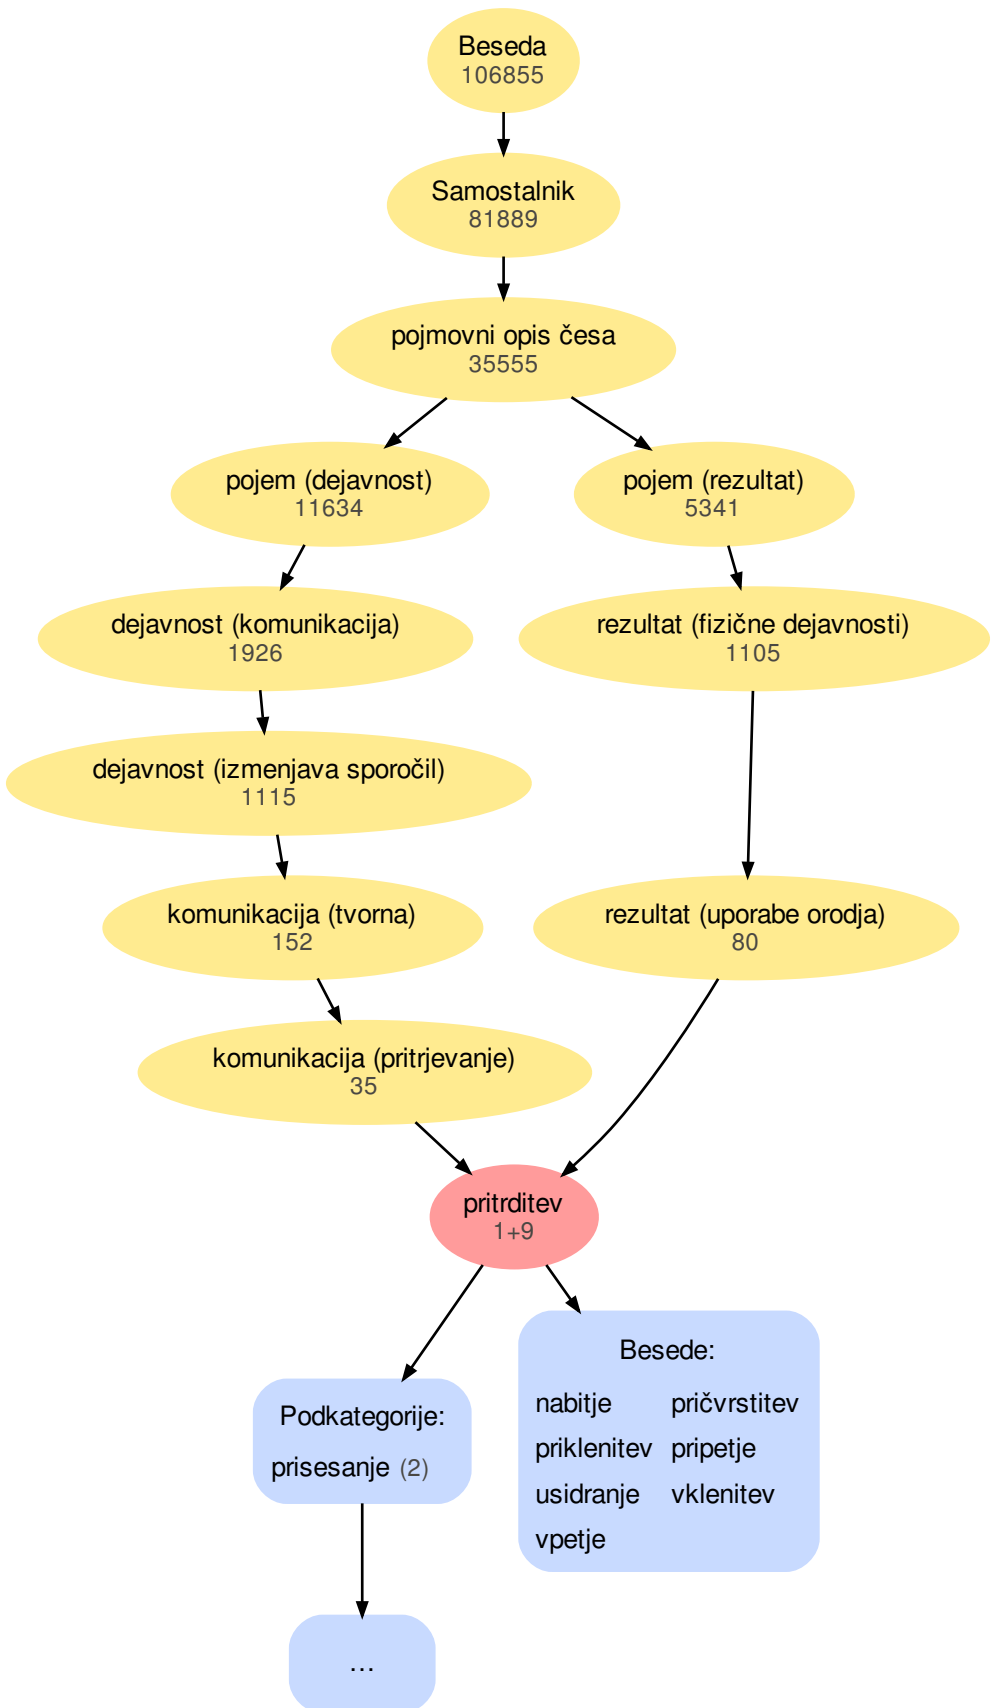 Beseda
106855
Samostalnik
81889
pojmovni opis česa
35555
pojem (dejavnost)
11634
pojem (rezultat)
5341
dejavnost (komunikacija)
1926
rezultat (fizične dejavnosti)
1105
dejavnost (izmenjava sporočil)
1115
komunikacija (tvorna)
152
rezultat (uporabe orodja)
80
komunikacija (pritrjevanje)
35
pritrditev
1+9
Podkategorije:
prisesanje (2)
Besede:
nabitje pričvrstitev
priklenitev pripetje
usidranje vklenitev
vpetje
...